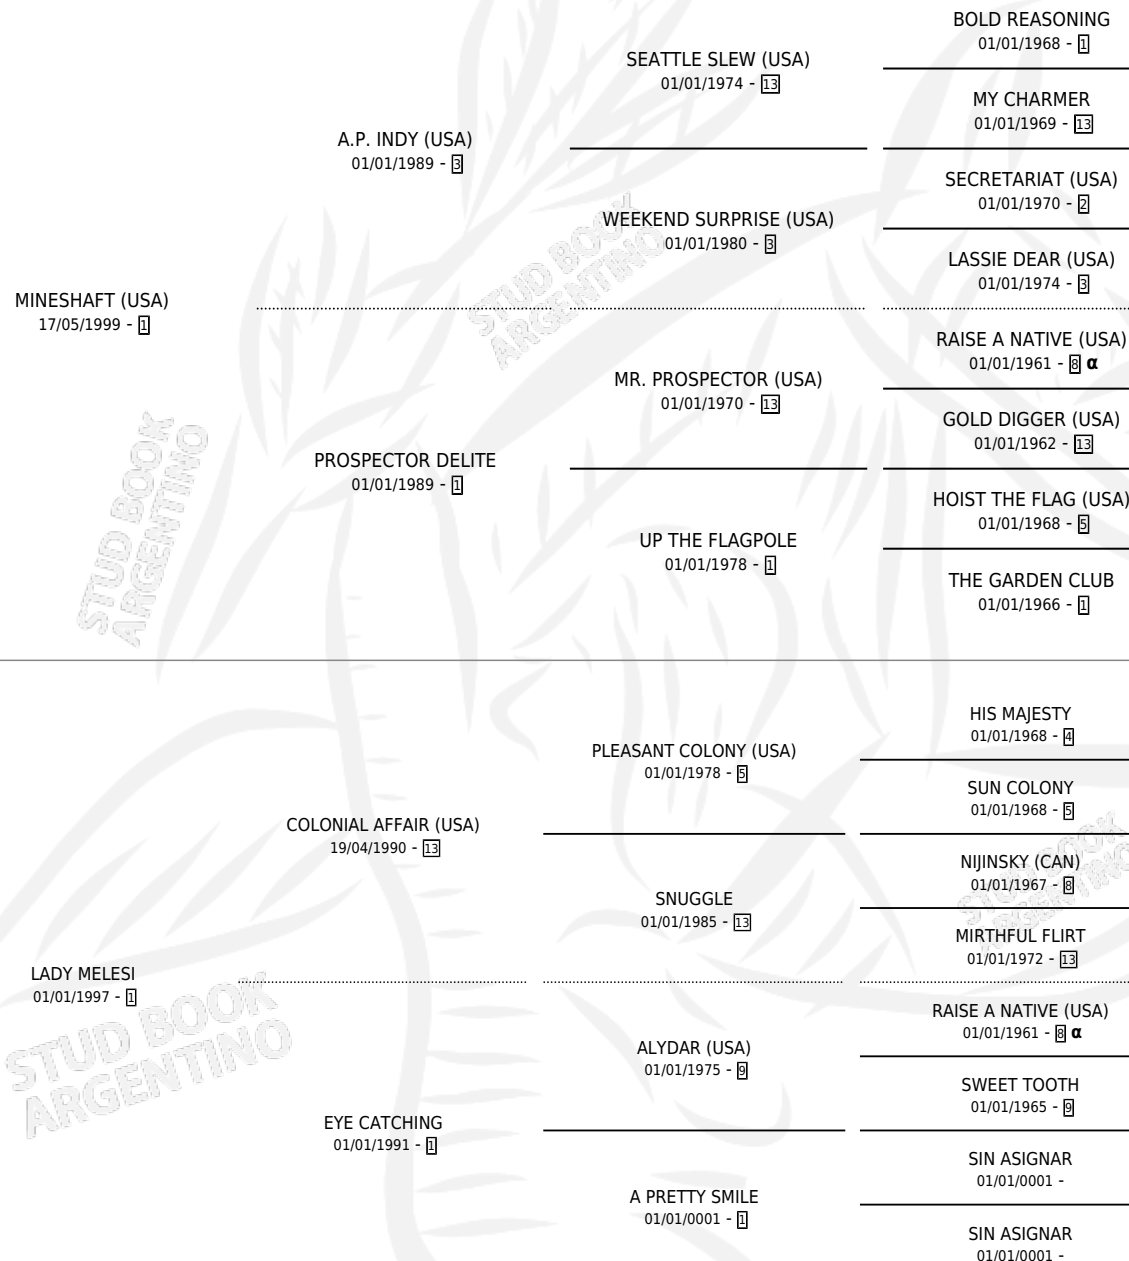 BOLD REASONING
01/01/1968 - 1
SEATTLE SLEW (USA)
01/01/1974 - 13
MY CHARMER
01/01/1969 - 13
A.P. INDY (USA)
01/01/1989 - 3
SECRETARIAT (USA)
01/01/1970 - 2
WEEKEND SURPRISE (USA)
01/01/1980 - 3
LASSIE DEAR (USA)
01/01/1974 - 3
STUD BOOK
ARGENTINO
MINESHAFT (USA)
17/05/1999 - 1
RAISE A NATIVE (USA)
01/01/1961 - 8 α
MR. PROSPECTOR (USA)
01/01/1970 - 13
GOLD DIGGER (USA)
01/01/1962 - 13
PROSPECTOR DELITE
01/01/1989 - 1
STUD BOOK
ARGENTINO
HOIST THE FLAG (USA)
01/01/1968 - 5
UP THE FLAGPOLE
01/01/1978 - 1
THE GARDEN CLUB
01/01/1966 - 1
HIS MAJESTY
01/01/1968 - 4
PLEASANT COLONY (USA)
01/01/1978 - 5
SUN COLONY
01/01/1968 - 5
COLONIAL AFFAIR (USA)
19/04/1990 - 13
NIJINSKY (CAN)
01/01/1967 - 8
STUD BOOK
ARGENTINO
SNUGGLE
01/01/1985 - 13
MIRTHFUL FLIRT
01/01/1972 - 13
LADY MELESI
01/01/1997 - 1
STUD BOOK
ARGENTINO
RAISE A NATIVE (USA)
01/01/1961 - 8 α
ALYDAR (USA)
01/01/1975 - 9
SWEET TOOTH
01/01/1965 - 9
EYE CATCHING
01/01/1991 - 1
SIN ASIGNAR
01/01/0001 -
A PRETTY SMILE
01/01/0001 - 1
SIN ASIGNAR
01/01/0001 -